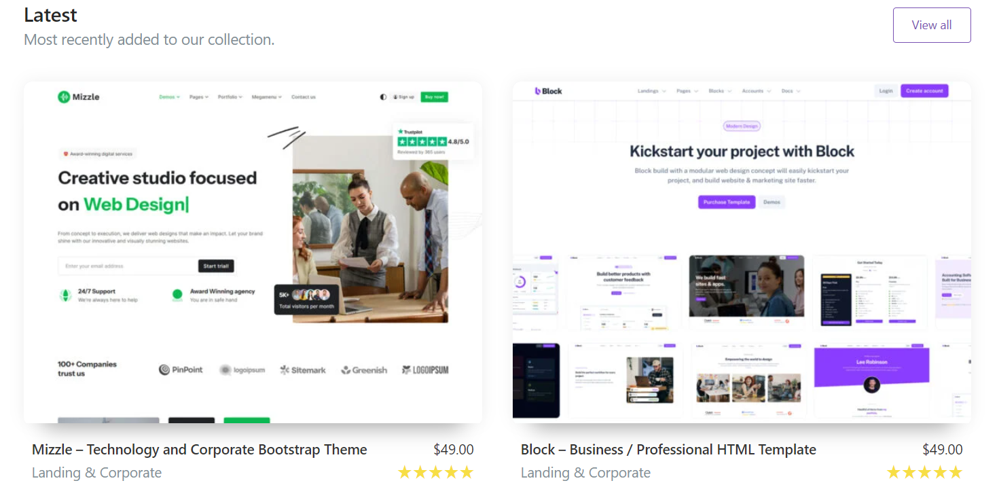 Latest
View all
Most recently added to our collection.
Mizzle
Demos
Pages
Portfolio
Megamenu
Contact us
Sign up
Buy now!
Trustpilot
4.8/5.0
Reviewed by 365 users
Award-winning digital services
Creative studio focused
on Web Design|
From concept to execution, we deliver web designs that make an impact. Let your brand
shine with our innovative and visually stunning websites.
Enter your email address
Start trial!
24/7 Support
We're always here to help
Award Winning agency
You are in safe hand
5K+
Total visitors per month
100+ Companies
trust us
PinPoint
logoipsum
Sitemark
Greenish
LOGOIPSUM
Mizzle – Technology and Corporate Bootstrap Theme
$49.00
Landing & Corporate
Block
Landings
Pages
Blocks
Accounts
Docs
Login
Create account
Modern Design
Kickstart your project with Block
Block build with a modular web design concept will easily kickstart your
project, and build website & marketing site faster.
Purchase Template
Demos
Build better products with
customer feedback
We build fast
sites & apps.
Get Started Today
Accounting Soft
Built for Business
Empowering the world to design
Lee Robinson
Block – Business / Professional HTML Template
$49.00
Landing & Corporate